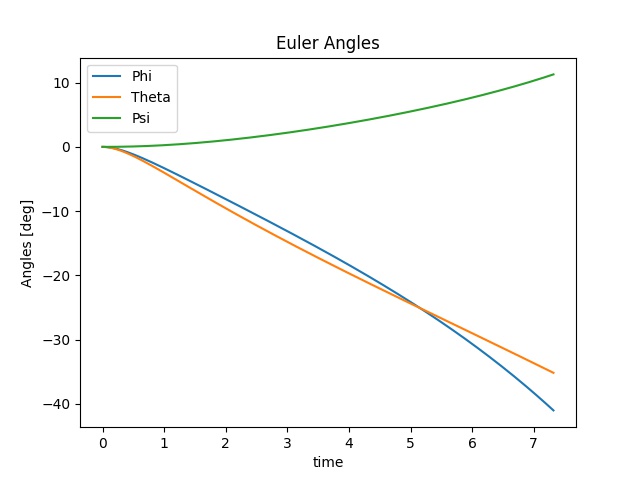 Euler Angles
Phi
Theta
Psi
10
0
−10
−20
−30
−40
Angles [deg]
0 1 2 3 4 5 6 7
time